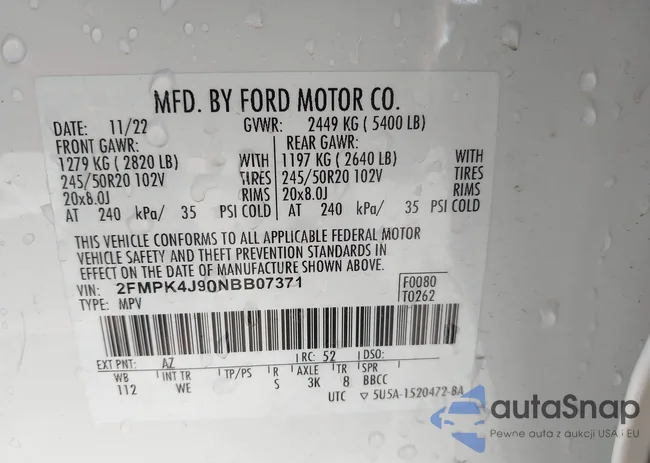 MFD. BY FORD MOTOR CO.
DATE: 11/22 GVWR: 2449 KG ( 5400 LB)
FRONT GAWR: REAR GAWR:
1279 KG ( 2820 LB) WITH 1197 KG ( 2640 LB) WITH
245/50R20 102V TIRES 245/50R20 102V TIRES
20x8.0J RIMS 20x8.0J RIMS
AT 240 kPa/ 35 PSI COLD AT 240 kPa/ 35 PSI COLD
THIS VEHICLE CONFORMS TO ALL APPLICABLE FEDERAL MOTOR
VEHICLE SAFETY AND THEFT PREVENTION STANDARDS IN
EFFECT ON THE DATE OF MANUFACTURE SHOWN ABOVE.
VIN: 2FMPK4J90NBB07371 F0080
TYPE: MPV T0262
EXT PNT: AZ RC: 52 DSO:
WB INT TR TP/PS R AXLE TR SPR
112 WE S 3K 8 BBCC
UTC 5U5A-1520472-BA
autaSnap
Pewne auta z aukcji USA i EU